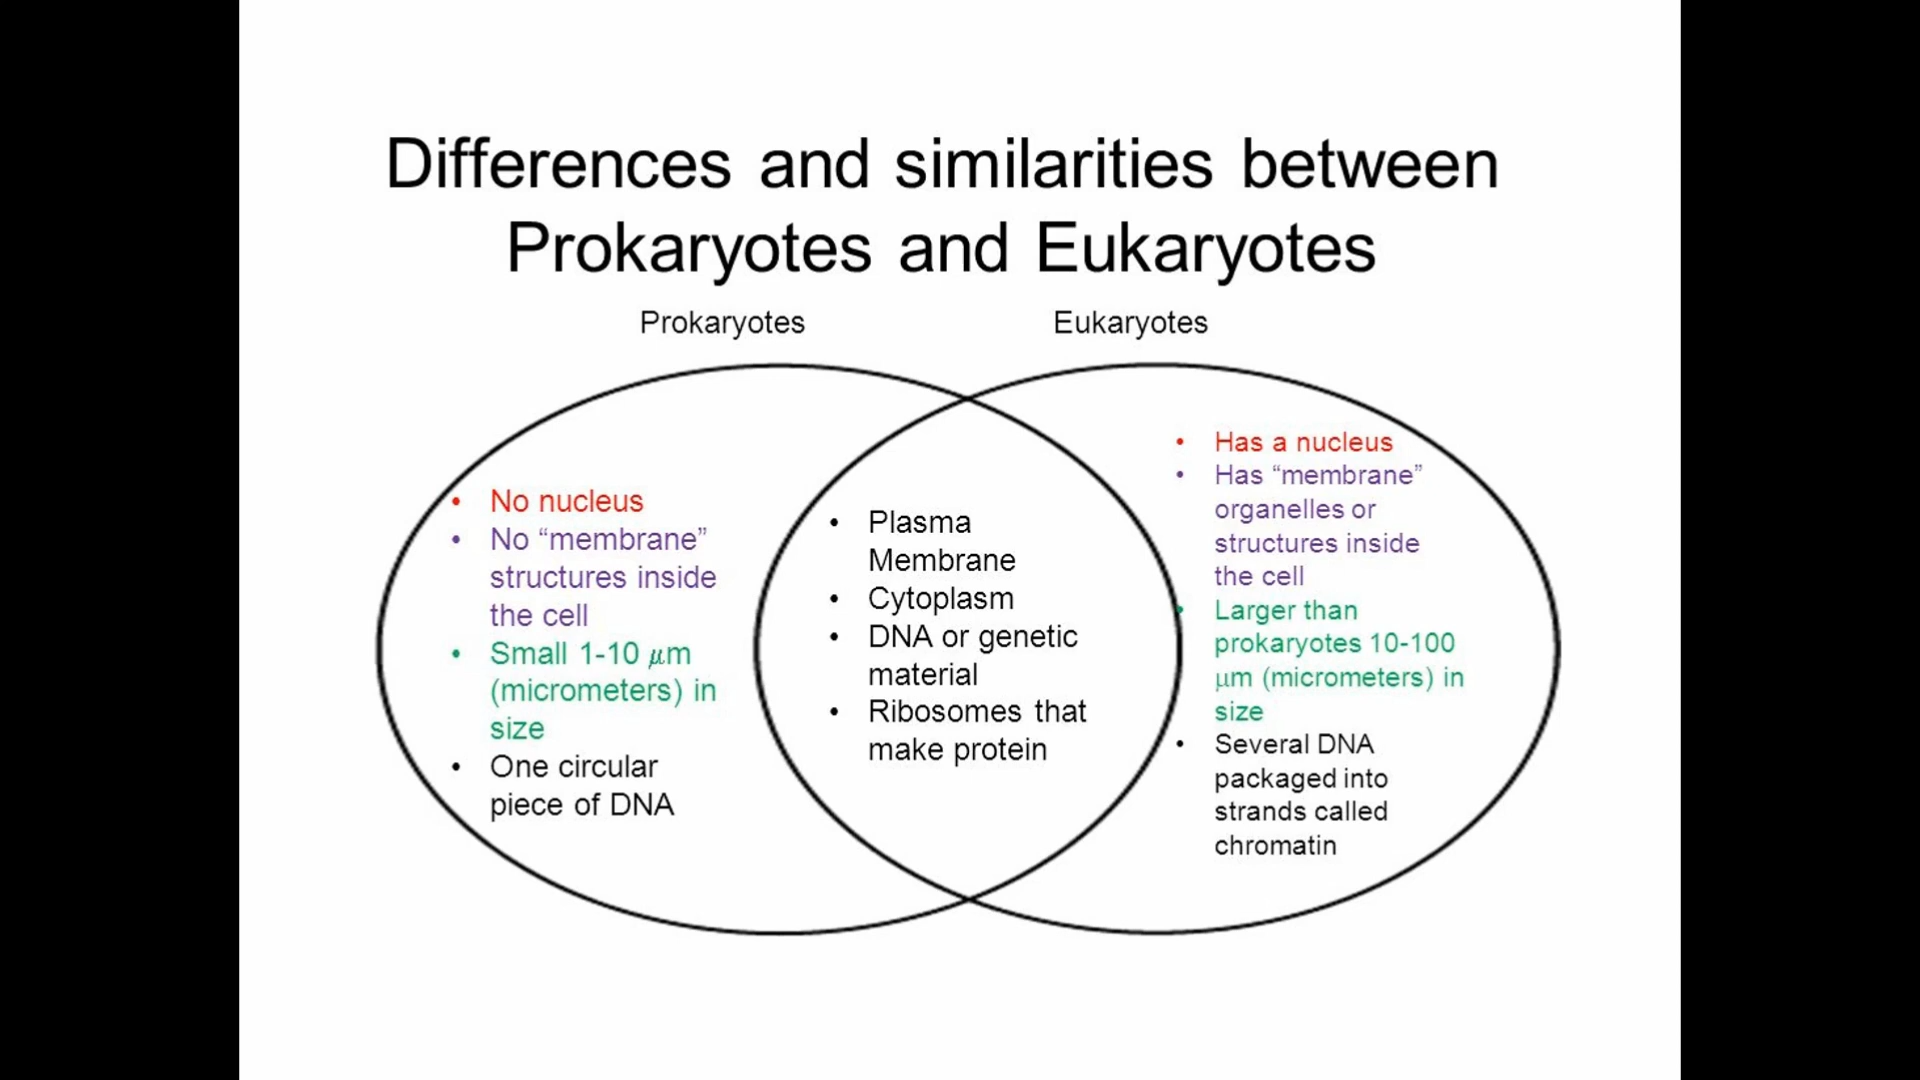 Differences and similarities between
Prokaryotes and Eukaryotes
Prokaryotes
Eukaryotes
• No nucleus
• No “membrane”
structures inside
the cell
• Small 1-10 μm
(micrometers) in
size
• One circular
piece of DNA
• Plasma
Membrane
• Cytoplasm
• DNA or genetic
material
• Ribosomes that
make protein
• Has a nucleus
• Has “membrane”
organelles or
structures inside
the cell
• Larger than
prokaryotes 10-100
μm (micrometers) in
size
• Several DNA
packaged into
strands called
chromatin